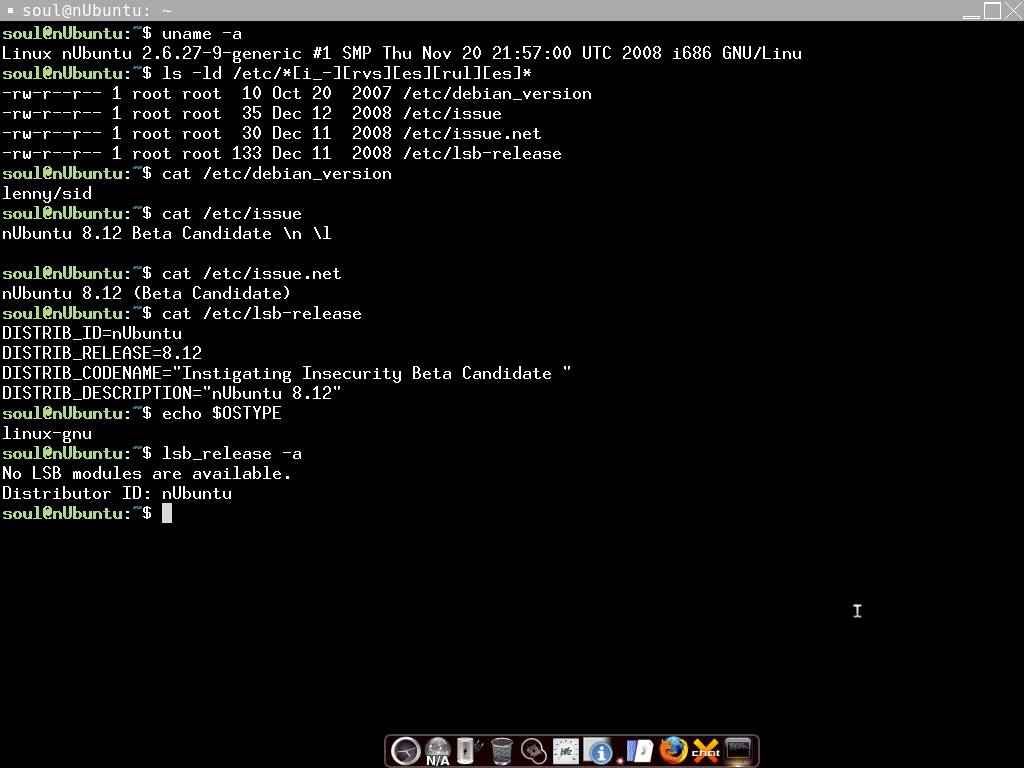 soul@nUbuntu: ~
soul@nUbuntu:~$ uname -a
Linux nUbuntu 2.6.27-9-generic #1 SMP Thu Nov 20 21:57:00 UTC 2008 i686 GNU/Linu
soul@nUbuntu:~$ ls -ld /etc/*[i_-][rvs][es][rul][es]*
-rw-r--r-- 1 root root  10 Oct 20  2007 /etc/debian_version
-rw-r--r-- 1 root root  35 Dec 12  2008 /etc/issue
-rw-r--r-- 1 root root  30 Dec 11  2008 /etc/issue.net
-rw-r--r-- 1 root root 133 Dec 11  2008 /etc/lsb-release
soul@nUbuntu:~$ cat /etc/debian_version
lenny/sid
soul@nUbuntu:~$ cat /etc/issue
nUbuntu 8.12 Beta Candidate \n \l
soul@nUbuntu:~$ cat /etc/issue.net
nUbuntu 8.12 (Beta Candidate)
soul@nUbuntu:~$ cat /etc/lsb-release
DISTRIB_ID=nUbuntu
DISTRIB_RELEASE=8.12
DISTRIB_CODENAME="Instigating Insecurity Beta Candidate "
DISTRIB_DESCRIPTION="nUbuntu 8.12"
soul@nUbuntu:~$ echo $OSTYPE
linux-gnu
soul@nUbuntu:~$ lsb_release -a
No LSB modules are available.
Distributor ID: nUbuntu
soul@nUbuntu:~$
N/A
chat